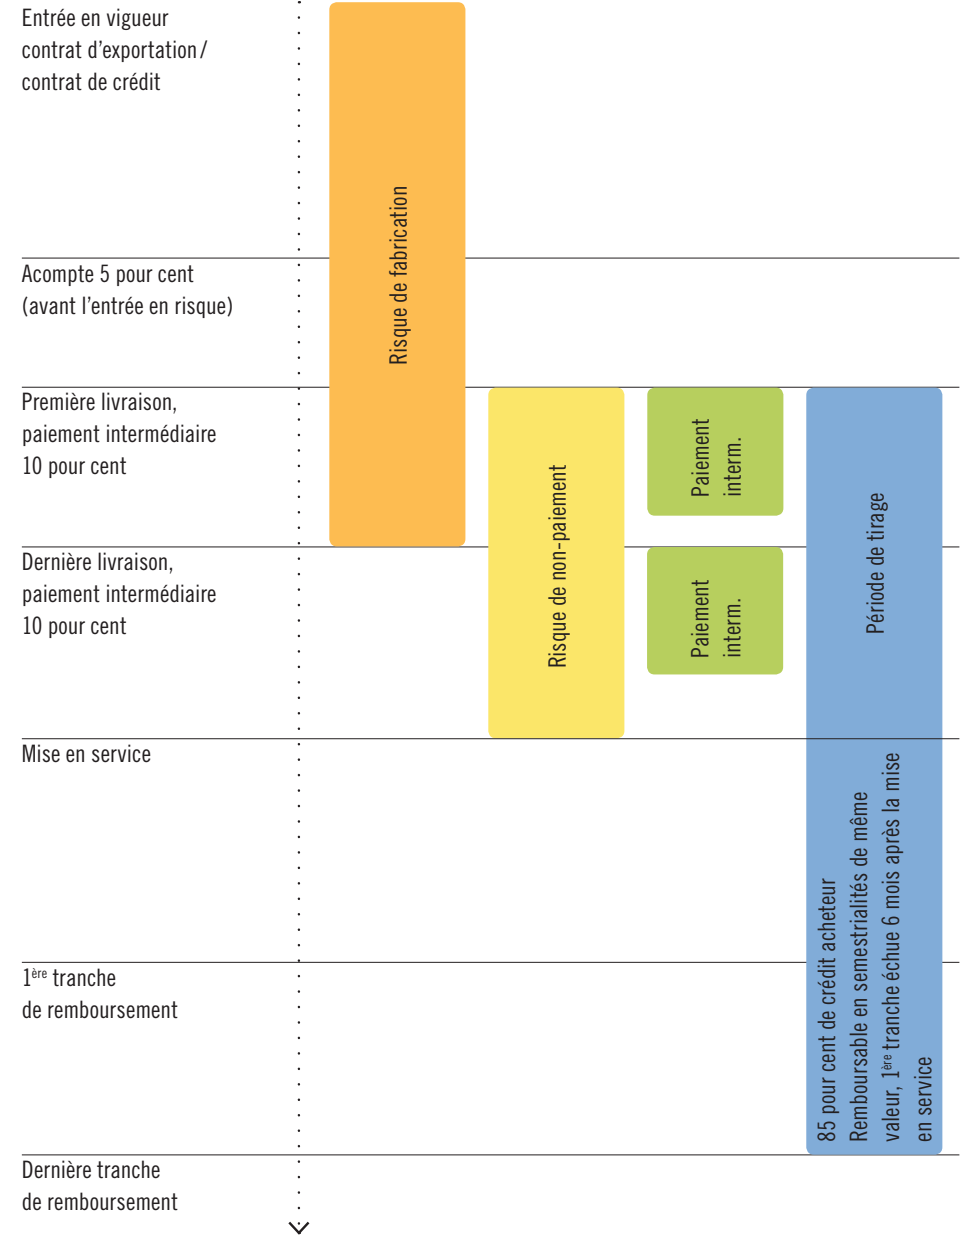 Entrée en vigueur
contrat d’exportation /
contrat de crédit
Risque de fabrication
Acompte 5 pour cent
(avant l’entrée en risque)
Première livraison,
paiement intermédiaire
10 pour cent
Risque de non-paiement
Paiement
interm.
Période de tirage
Dernière livraison,
paiement intermédiaire
10 pour cent
Paiement
interm.
Mise en service
85 pour cent de crédit acheteur
Remboursable en semestrialités de même
valeur, 1ère tranche échue 6 mois après la mise
en service
1ère tranche
de remboursement
Dernière tranche
de remboursement